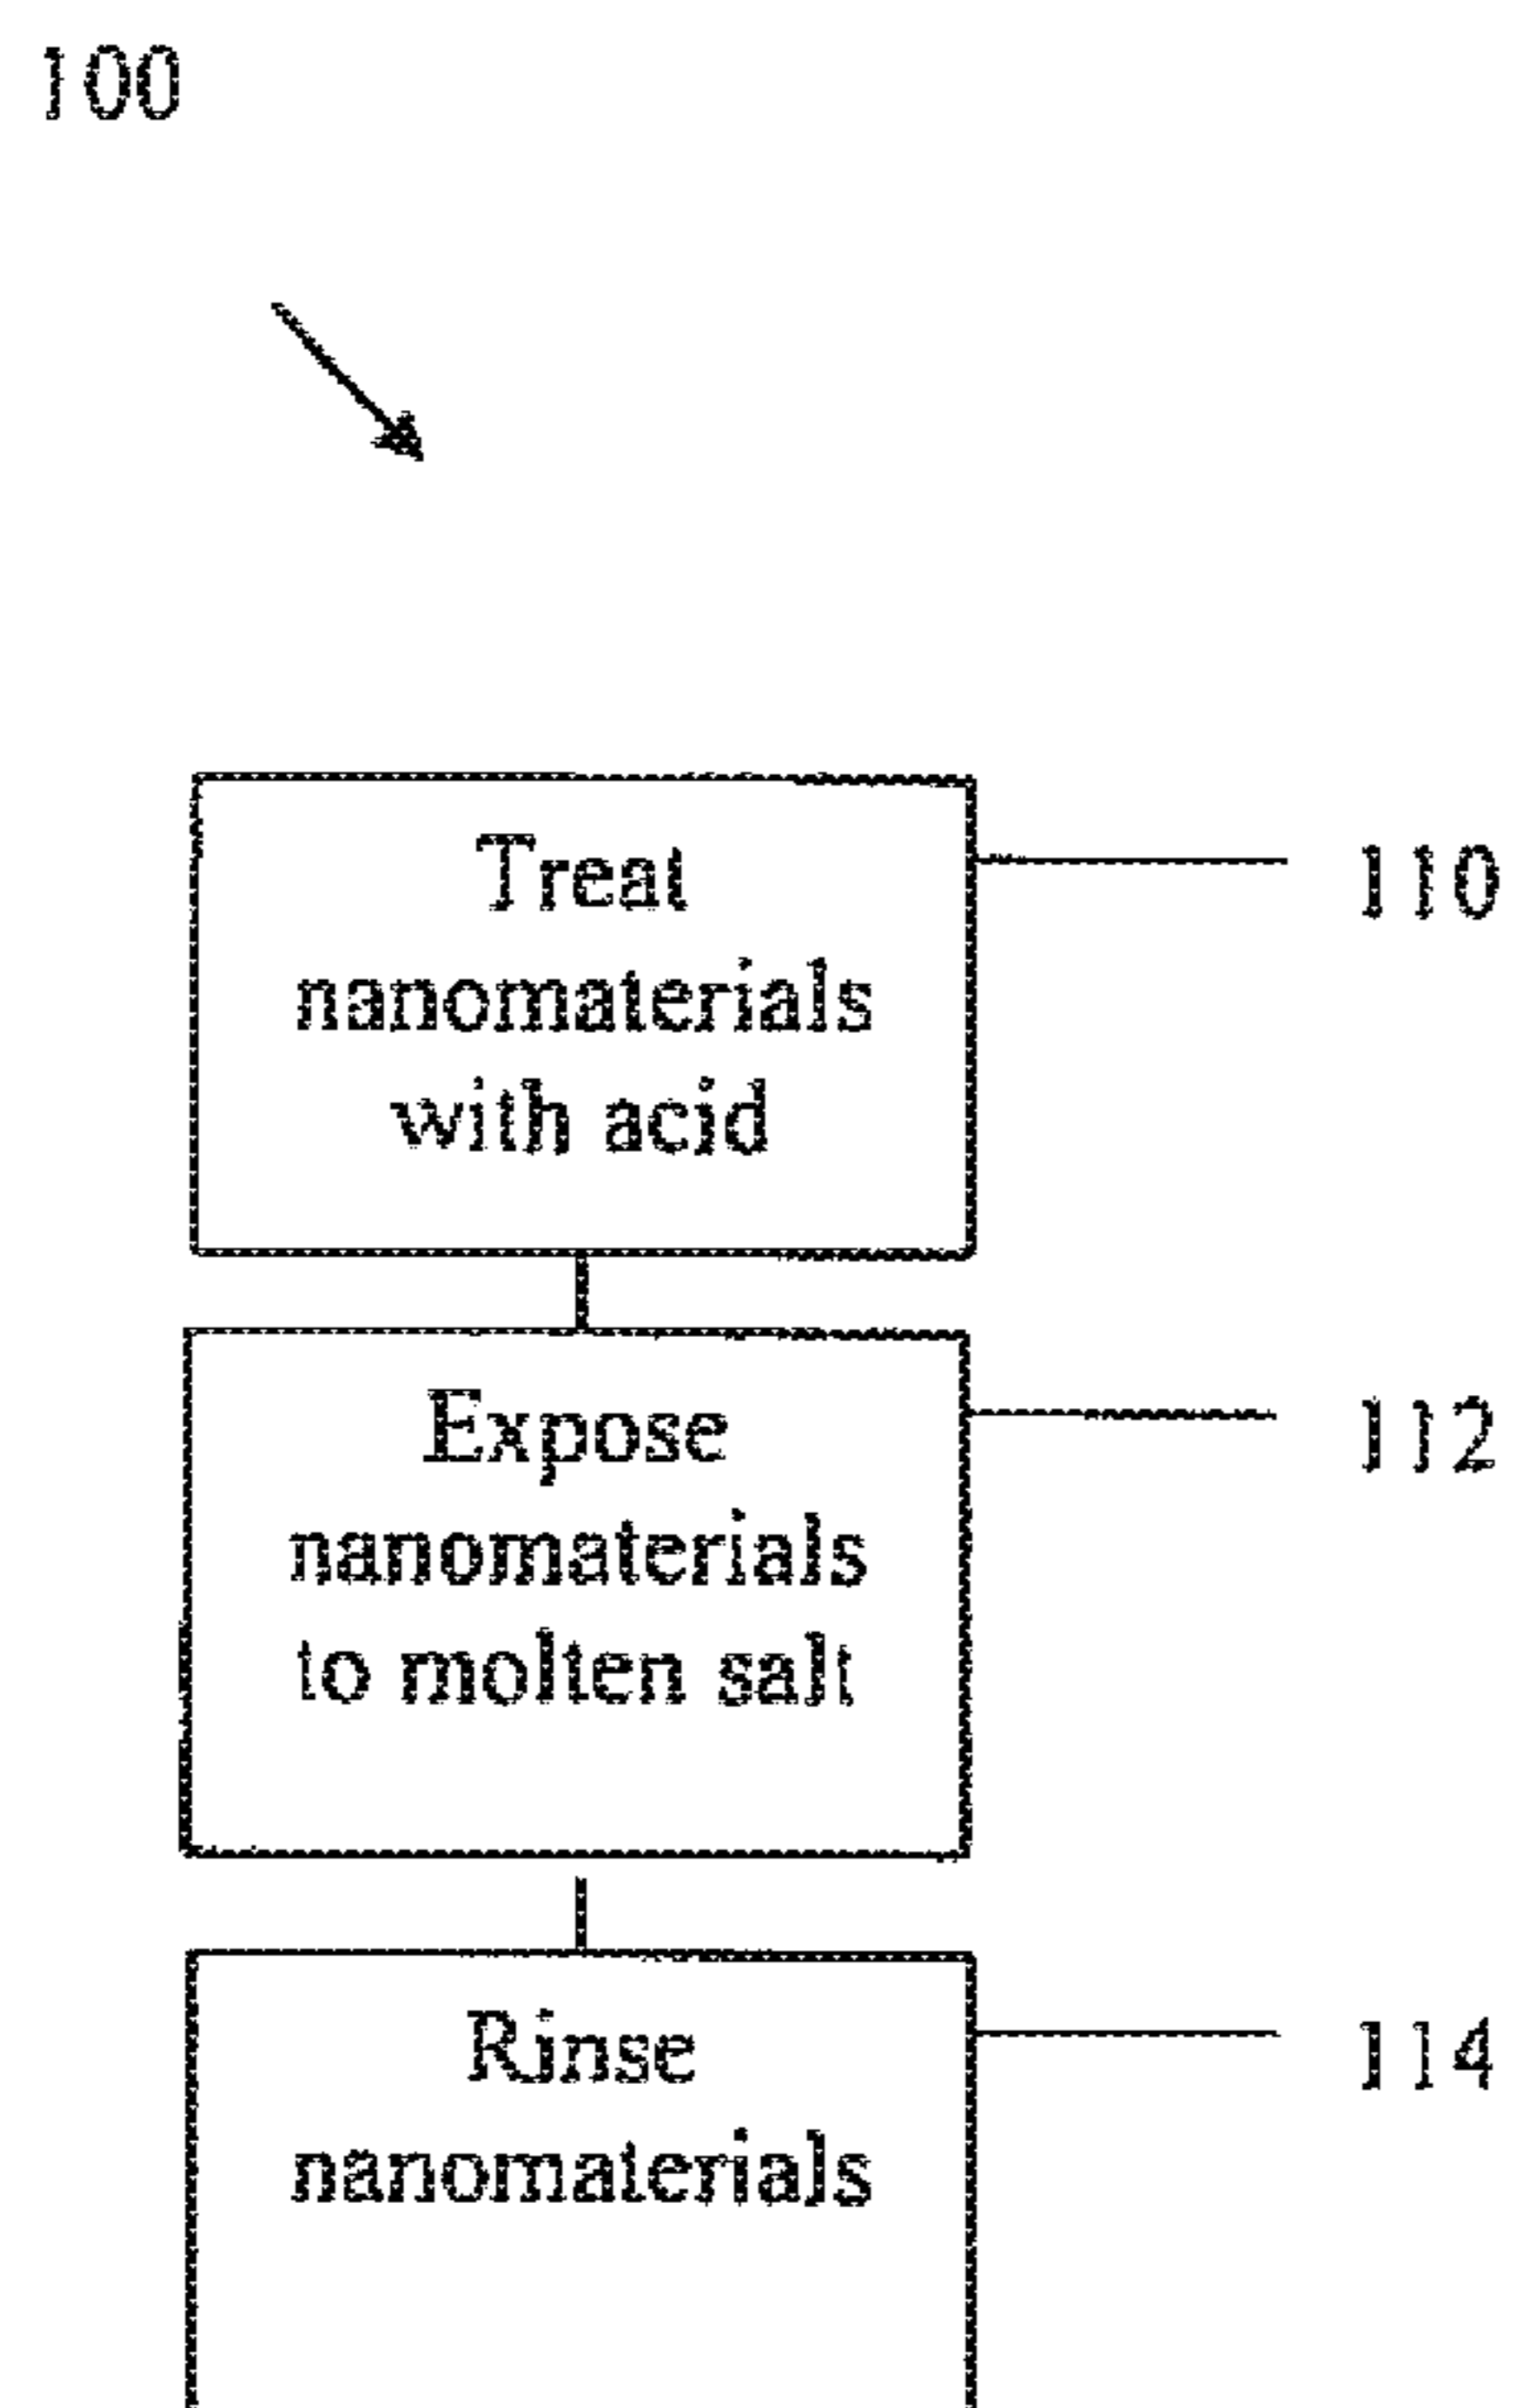 100
Treat
nanomaterials
with acid
110
Expose
nanomaterials
to molten salt
112
Rinse
nanomaterials
114